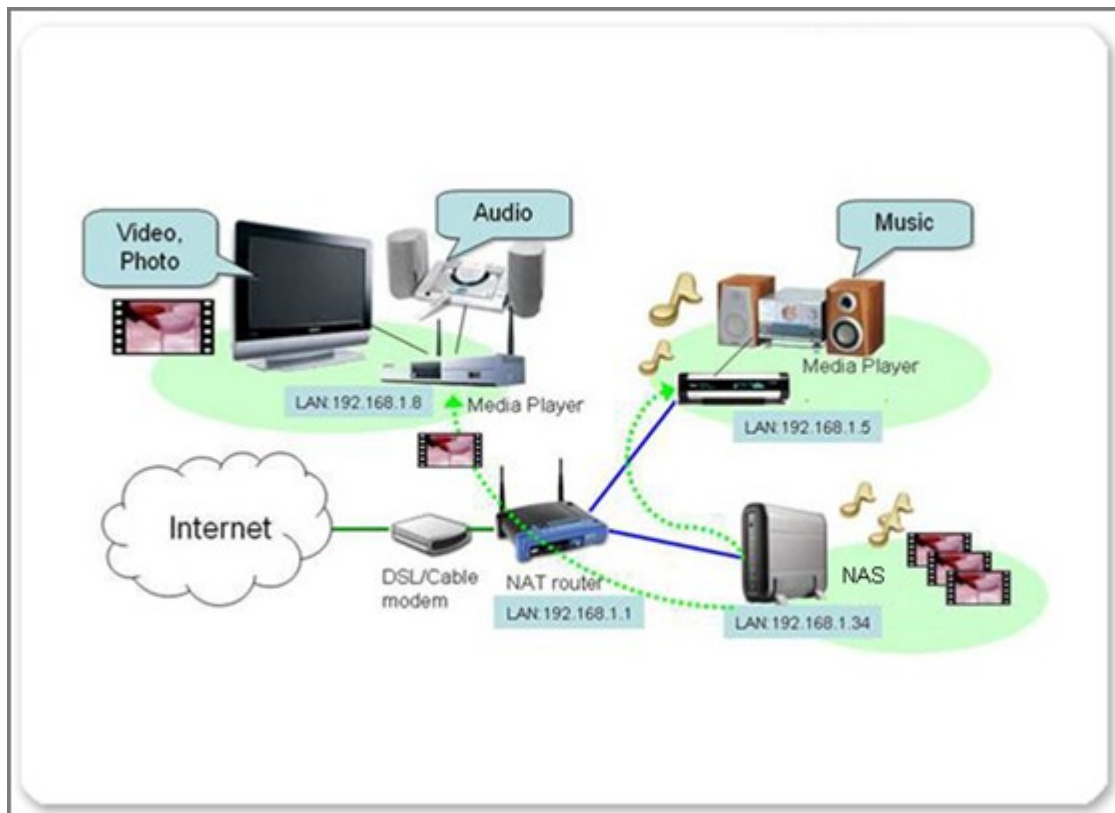 Video,
Photo
Audio
Music
LAN:192.168.1.8
Media Player
Media Player
LAN:192.168.1.5
Internet
DSL/Cable
modem
NAT router
LAN:192.168.1.1
NAS
LAN:192.168.1.34